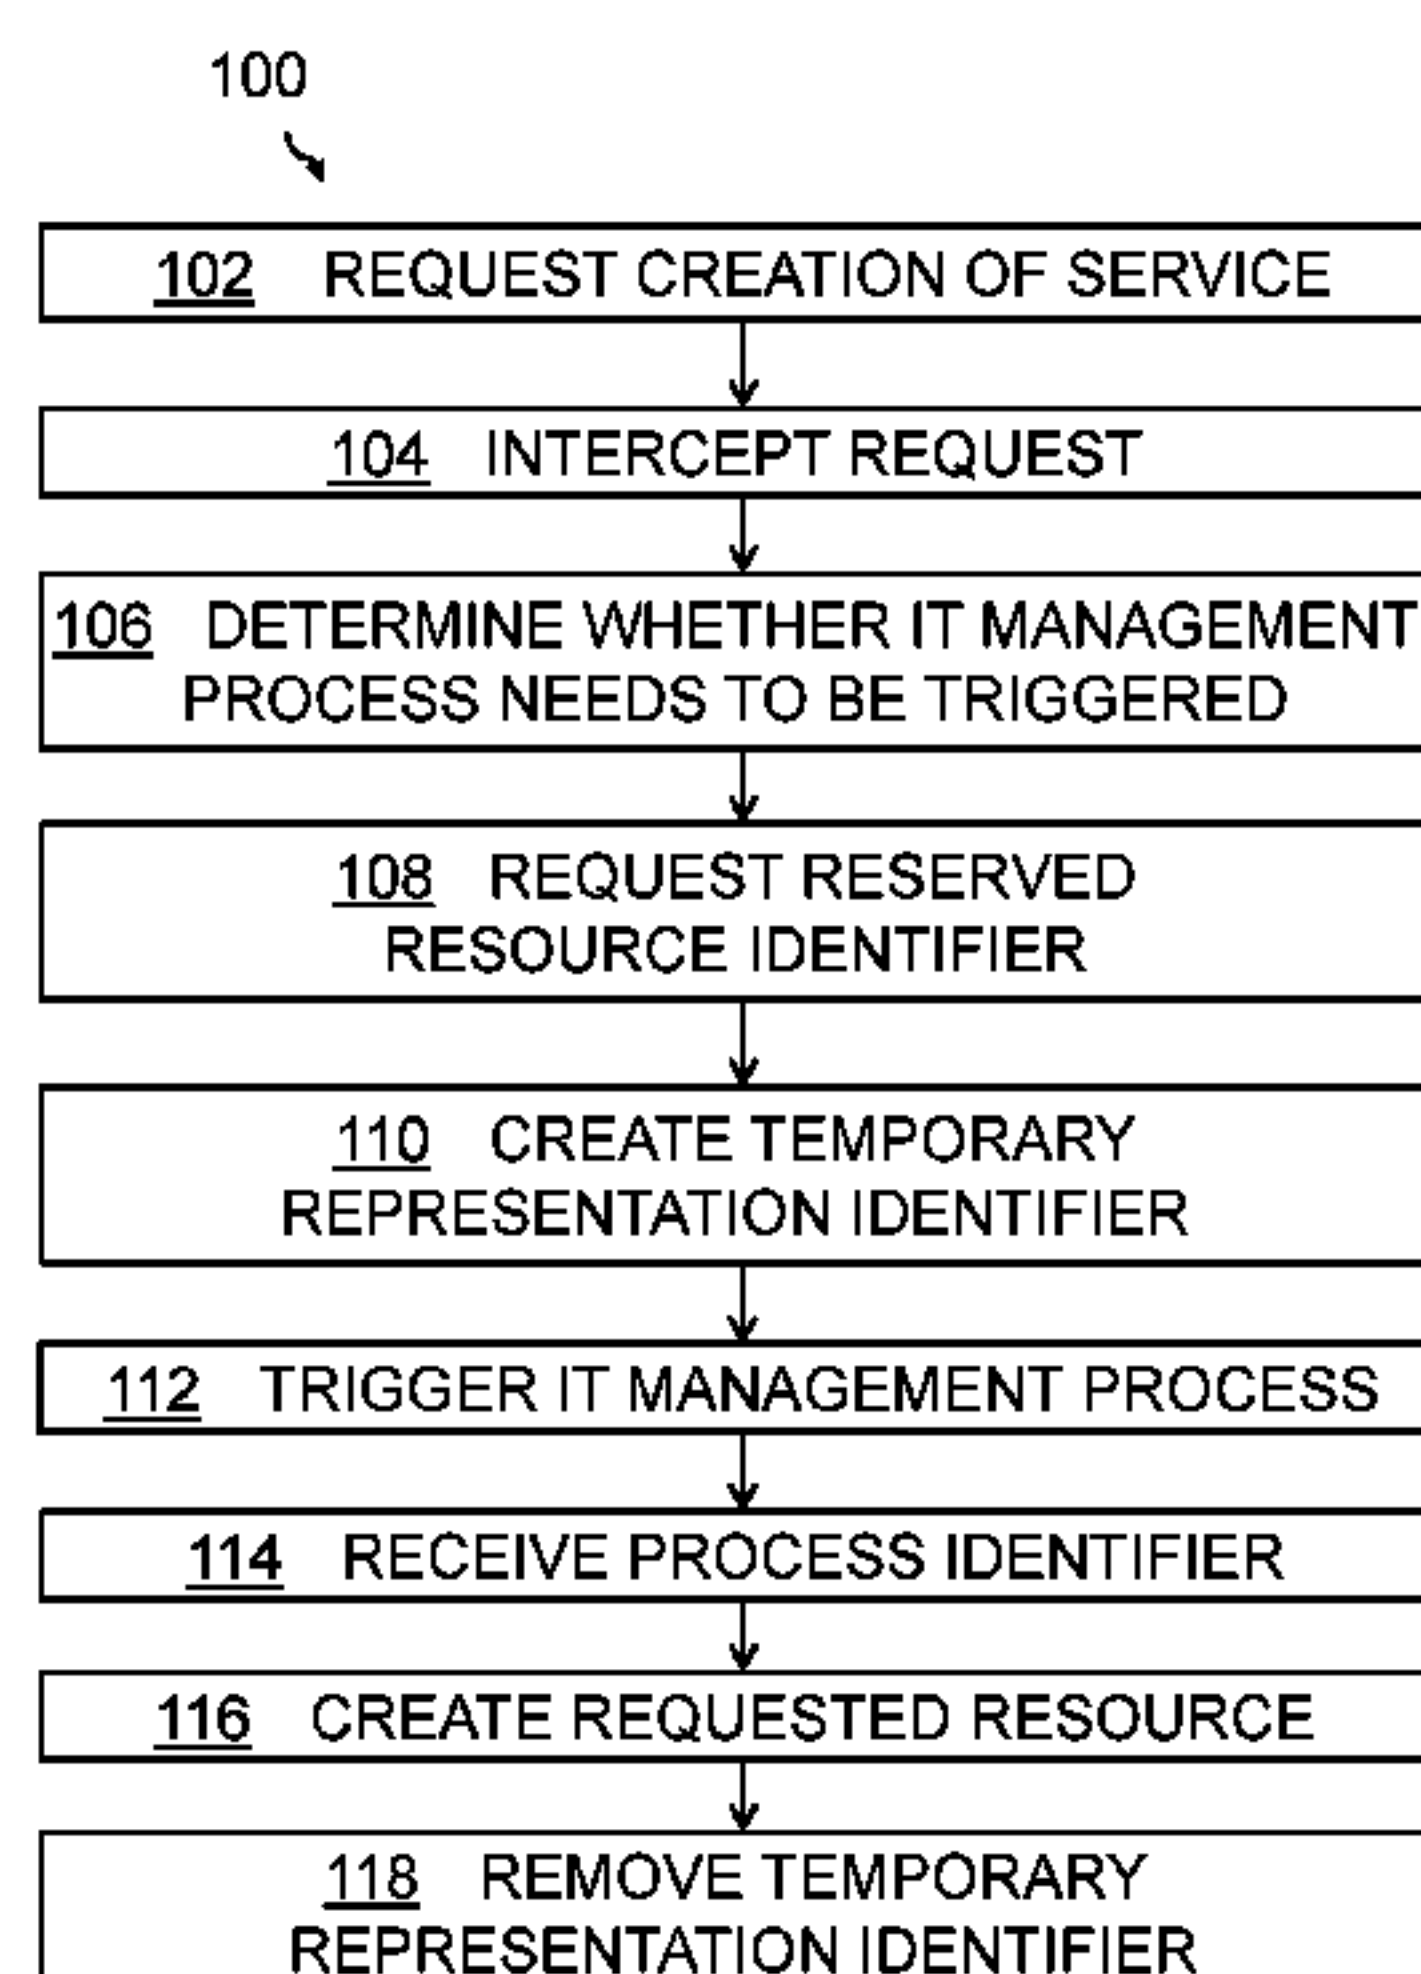 100
102 REQUEST CREATION OF SERVICE
104 INTERCEPT REQUEST
106 DETERMINE WHETHER IT MANAGEMENT
PROCESS NEEDS TO BE TRIGGERED
108 REQUEST RESERVED
RESOURCE IDENTIFIER
110 CREATE TEMPORARY
REPRESENTATION IDENTIFIER
112 TRIGGER IT MANAGEMENT PROCESS
114 RECEIVE PROCESS IDENTIFIER
116 CREATE REQUESTED RESOURCE
118 REMOVE TEMPORARY
REPRESENTATION IDENTIFIER